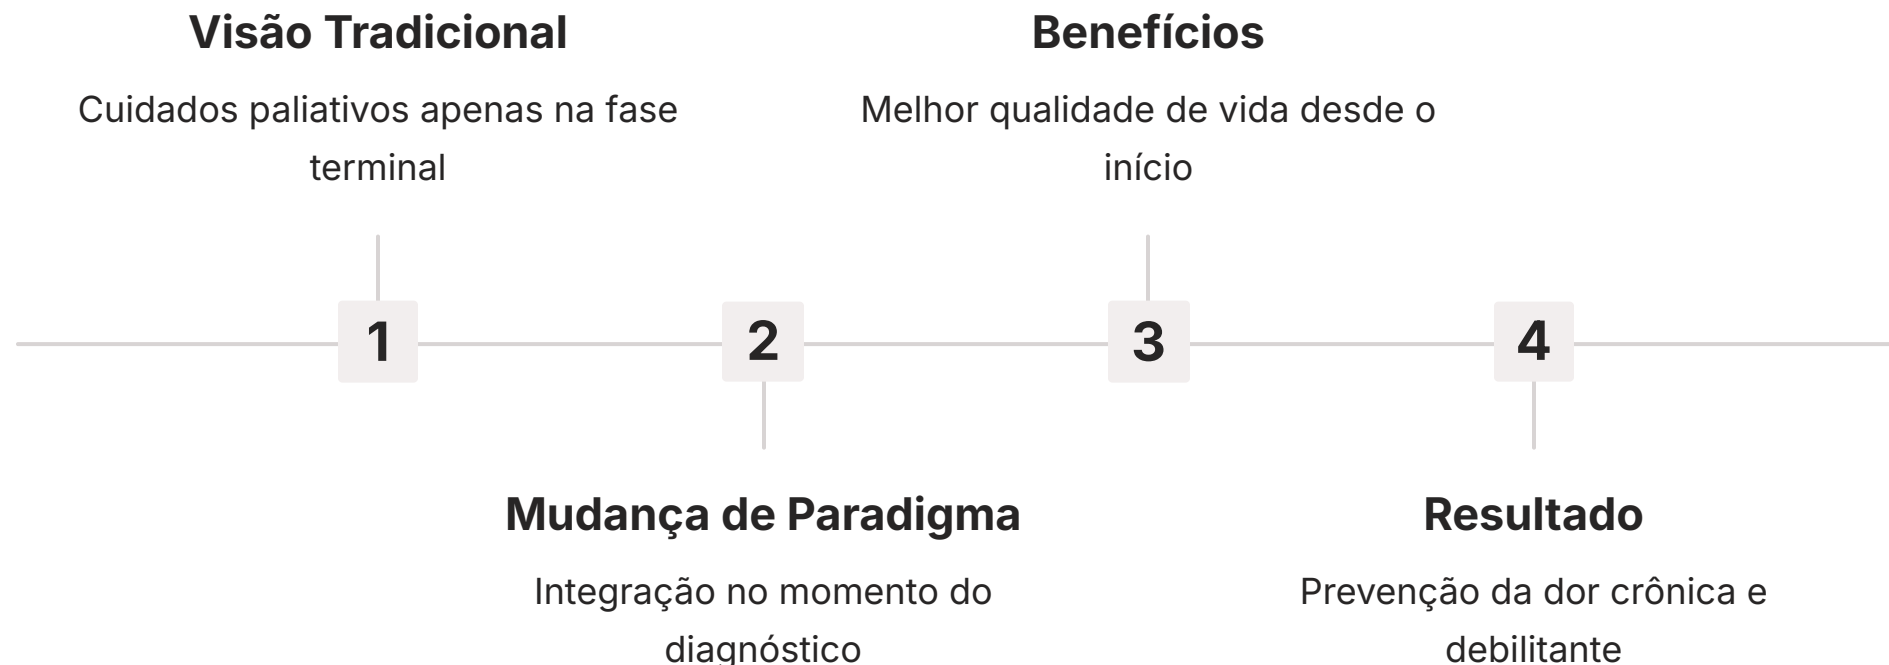 Visão Tradicional
Cuidados paliativos apenas na fase
terminal
Benefícios
Melhor qualidade de vida desde o
início
1
2
3
4
Mudança de Paradigma
Integração no momento do
diagnóstico
Resultado
Prevenção da dor crônica e
debilitante